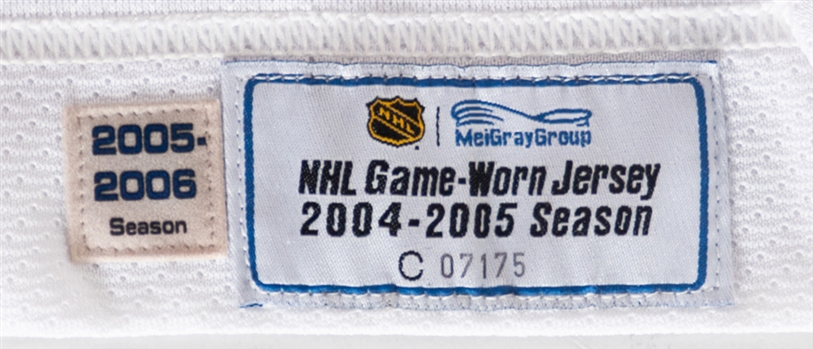 2005-
2006
Season
NHL
MeiGrayGroup
NHL Game-Worn Jersey
2004-2005 Season
C 07175